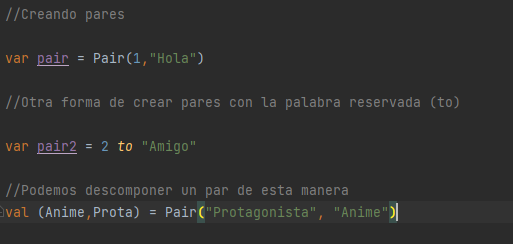 //Creando pares
var pair = Pair(1,"Hola")
//Otra forma de crear pares con la palabra reservada (to)
var pair2 = 2 to "Amigo"
//Podemos descomponer un par de esta manera
val (Anime,Prota) = Pair("Protagonista", "Anime")